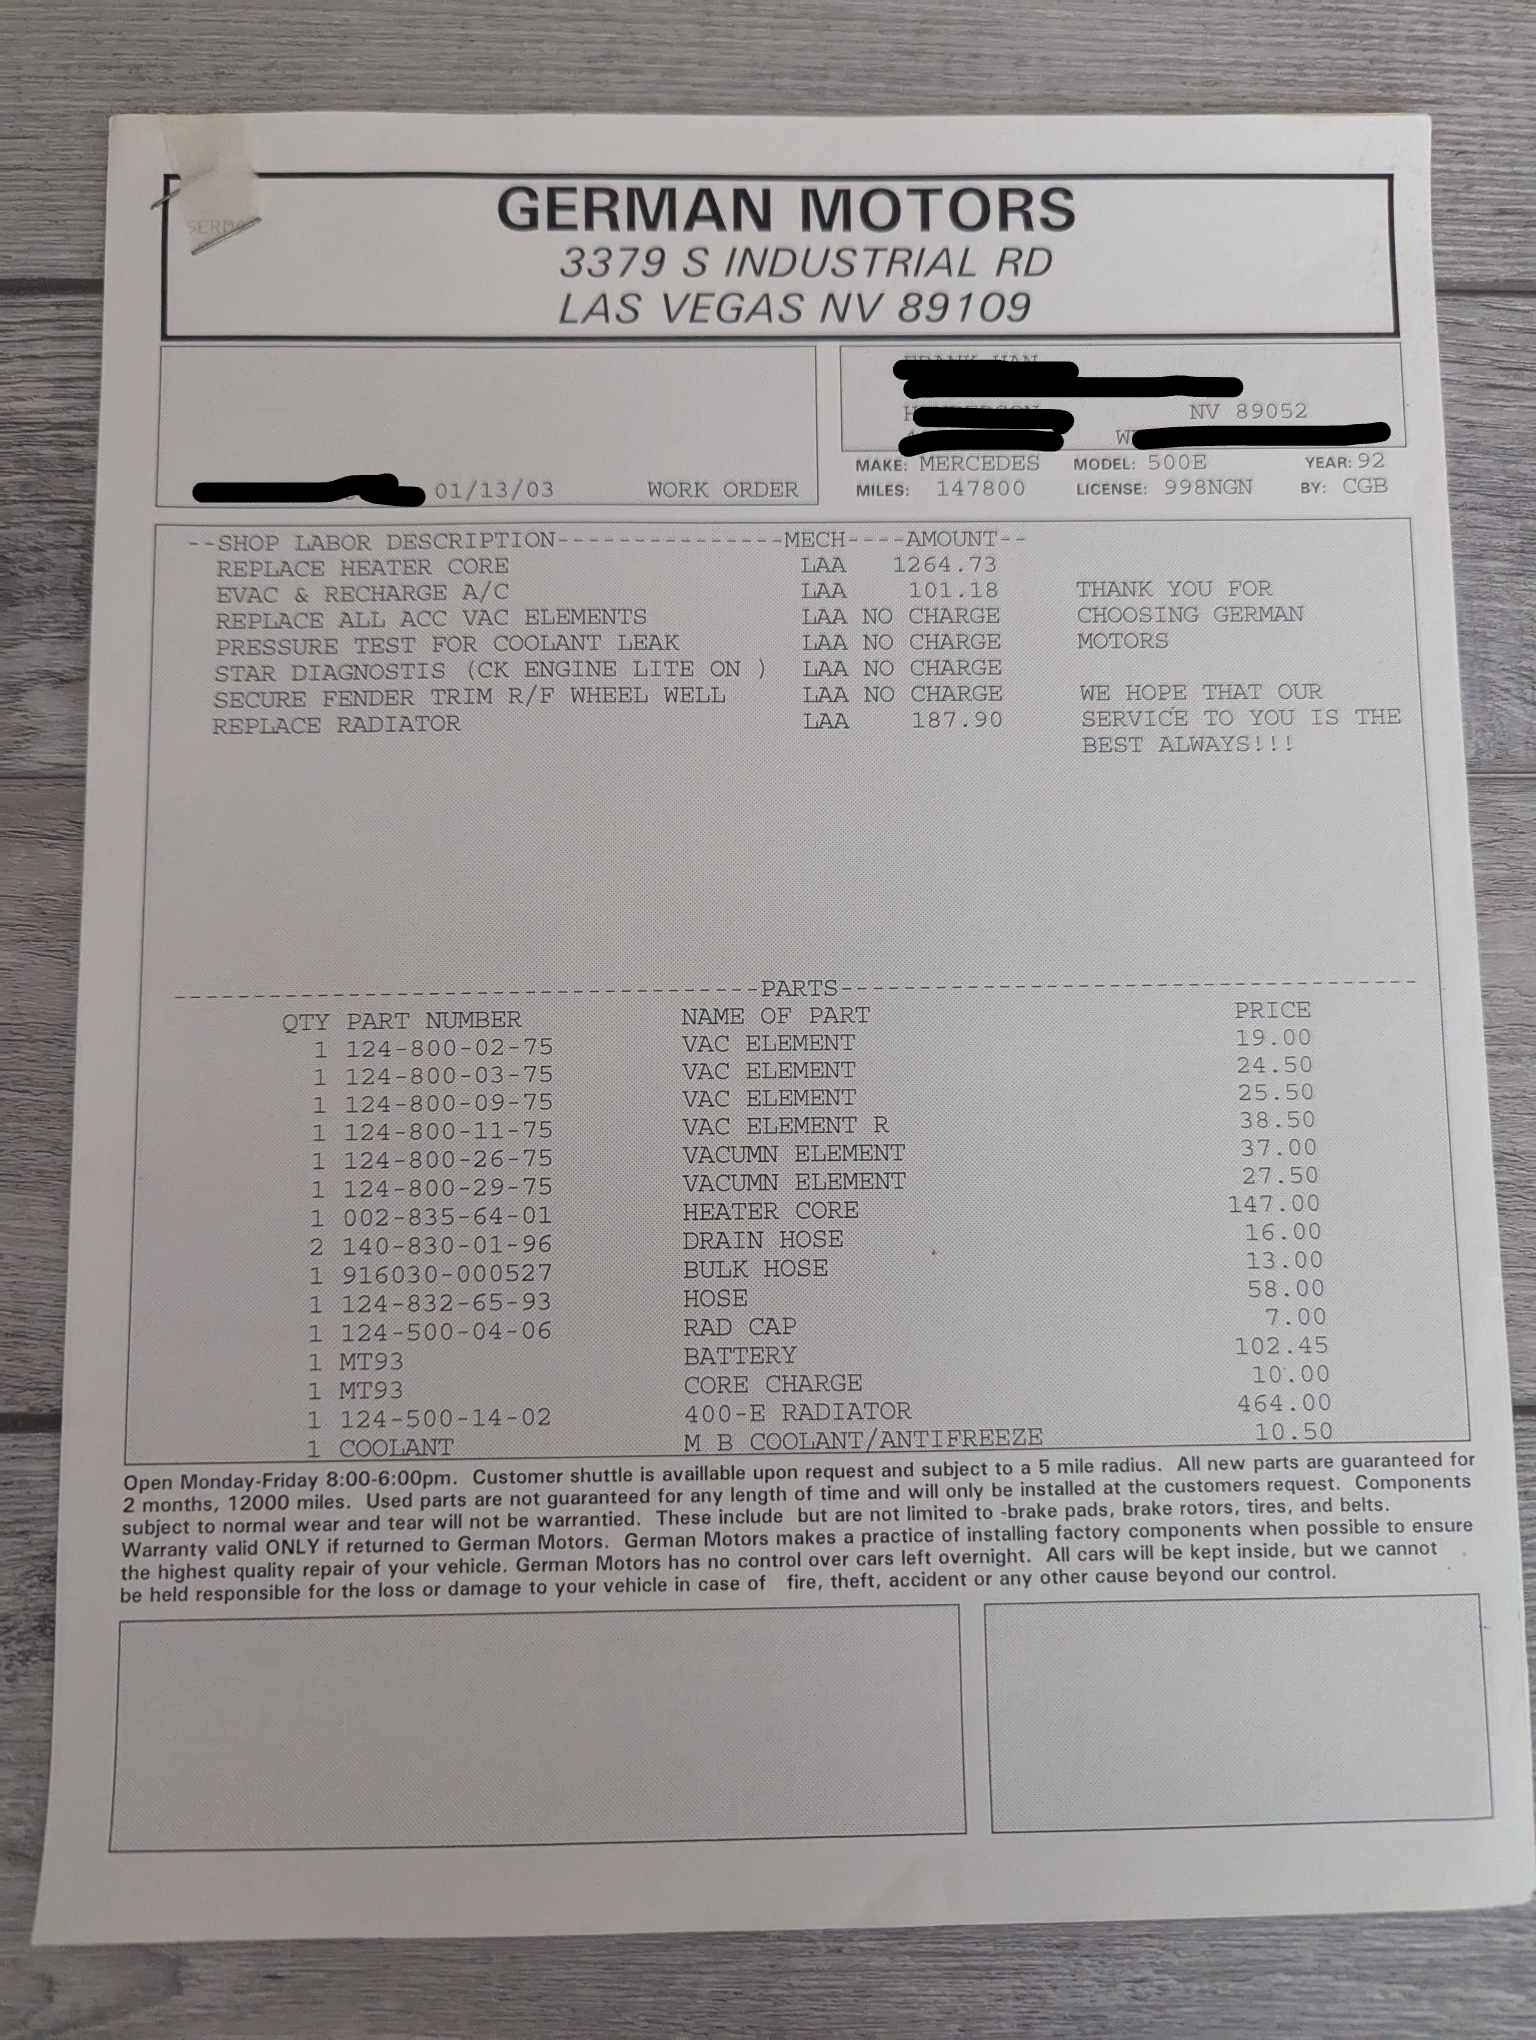 GERMAN MOTORS
3379 S INDUSTRIAL RD
LAS VEGAS NV 89109
NV 89052
MAKE: MERCEDES MODEL: 500E YEAR: 92
01/13/03 WORK ORDER
MILES: 147800 LICENSE: 998NGN BY: CGB
--SHOP LABOR DESCRIPTION---------------MECH----AMOUNT--
REPLACE HEATER CORE LAA 1264.73
EVAC & RECHARGE A/C LAA 101.18 THANK YOU FOR
REPLACE ALL ACC VAC ELEMENTS LAA NO CHARGE CHOOSING GERMAN
PRESSURE TEST FOR COOLANT LEAK LAA NO CHARGE MOTORS
STAR DIAGNOSTIS (CK ENGINE LITE ON ) LAA NO CHARGE
SECURE FENDER TRIM R/F WHEEL WELL LAA NO CHARGE WE HOPE THAT OUR
REPLACE RADIATOR LAA 187.90 SERVICE TO YOU IS THE
BEST ALWAYS!!!
-------------------------------------PARTS-------------------------------------
QTY PART NUMBER NAME OF PART PRICE
1 124-800-02-75 VAC ELEMENT 19.00
1 124-800-03-75 VAC ELEMENT 24.50
1 124-800-09-75 VAC ELEMENT 25.50
1 124-800-11-75 VAC ELEMENT R 38.50
1 124-800-26-75 VACUMN ELEMENT 37.00
1 124-800-29-75 VACUMN ELEMENT 27.50
1 002-835-64-01 HEATER CORE 147.00
2 140-830-01-96 DRAIN HOSE 16.00
1 916030-000527 BULK HOSE 13.00
1 124-832-65-93 HOSE 58.00
1 124-500-04-06 RAD CAP 7.00
1 MT93 BATTERY 102.45
1 MT93 CORE CHARGE 10.00
1 124-500-14-02 400-E RADIATOR 464.00
1 COOLANT M B COOLANT/ANTIFREEZE 10.50
Open Monday-Friday 8:00-6:00pm. Customer shuttle is availlable upon request and subject to a 5 mile radius. All new parts are guaranteed for
2 months, 12000 miles. Used parts are not guaranteed for any length of time and will only be installed at the customers request. Components
subject to normal wear and tear will not be warrantied. These include but are not limited to -brake pads, brake rotors, tires, and belts.
Warranty valid ONLY if returned to German Motors. German Motors makes a practice of installing factory components when possible to ensure
the highest quality repair of your vehicle. German Motors has no control over cars left overnight. All cars will be kept inside, but we cannot
be held responsible for the loss or damage to your vehicle in case of fire, theft, accident or any other cause beyond our control.